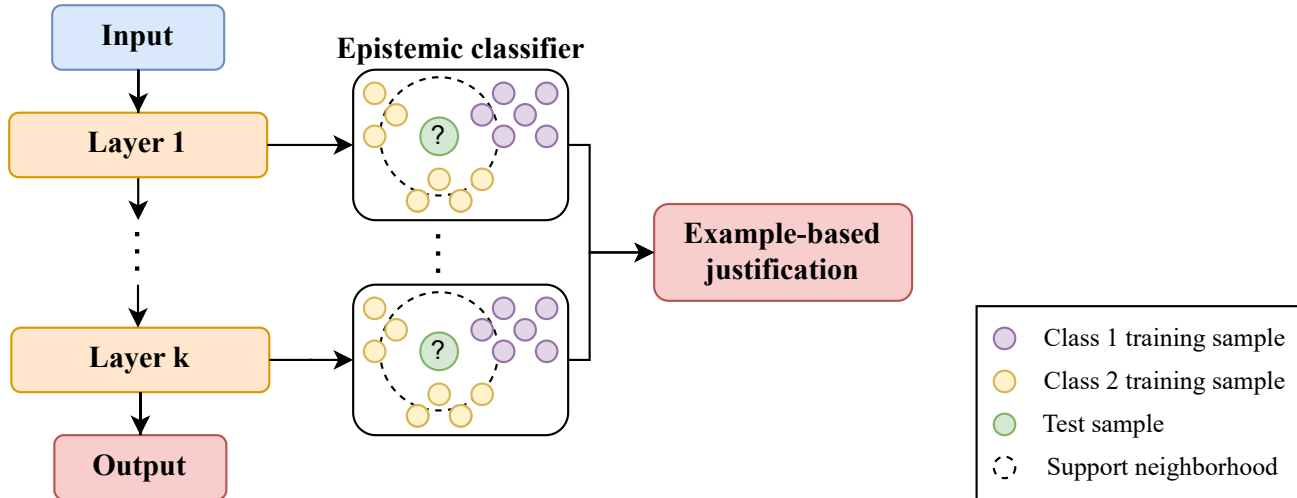 Input
Epistemic classifier
?
Layer 1
Example-based
justification
?
Layer k
Output
Class 1 training sample
Class 2 training sample
Test sample
Support neighborhood